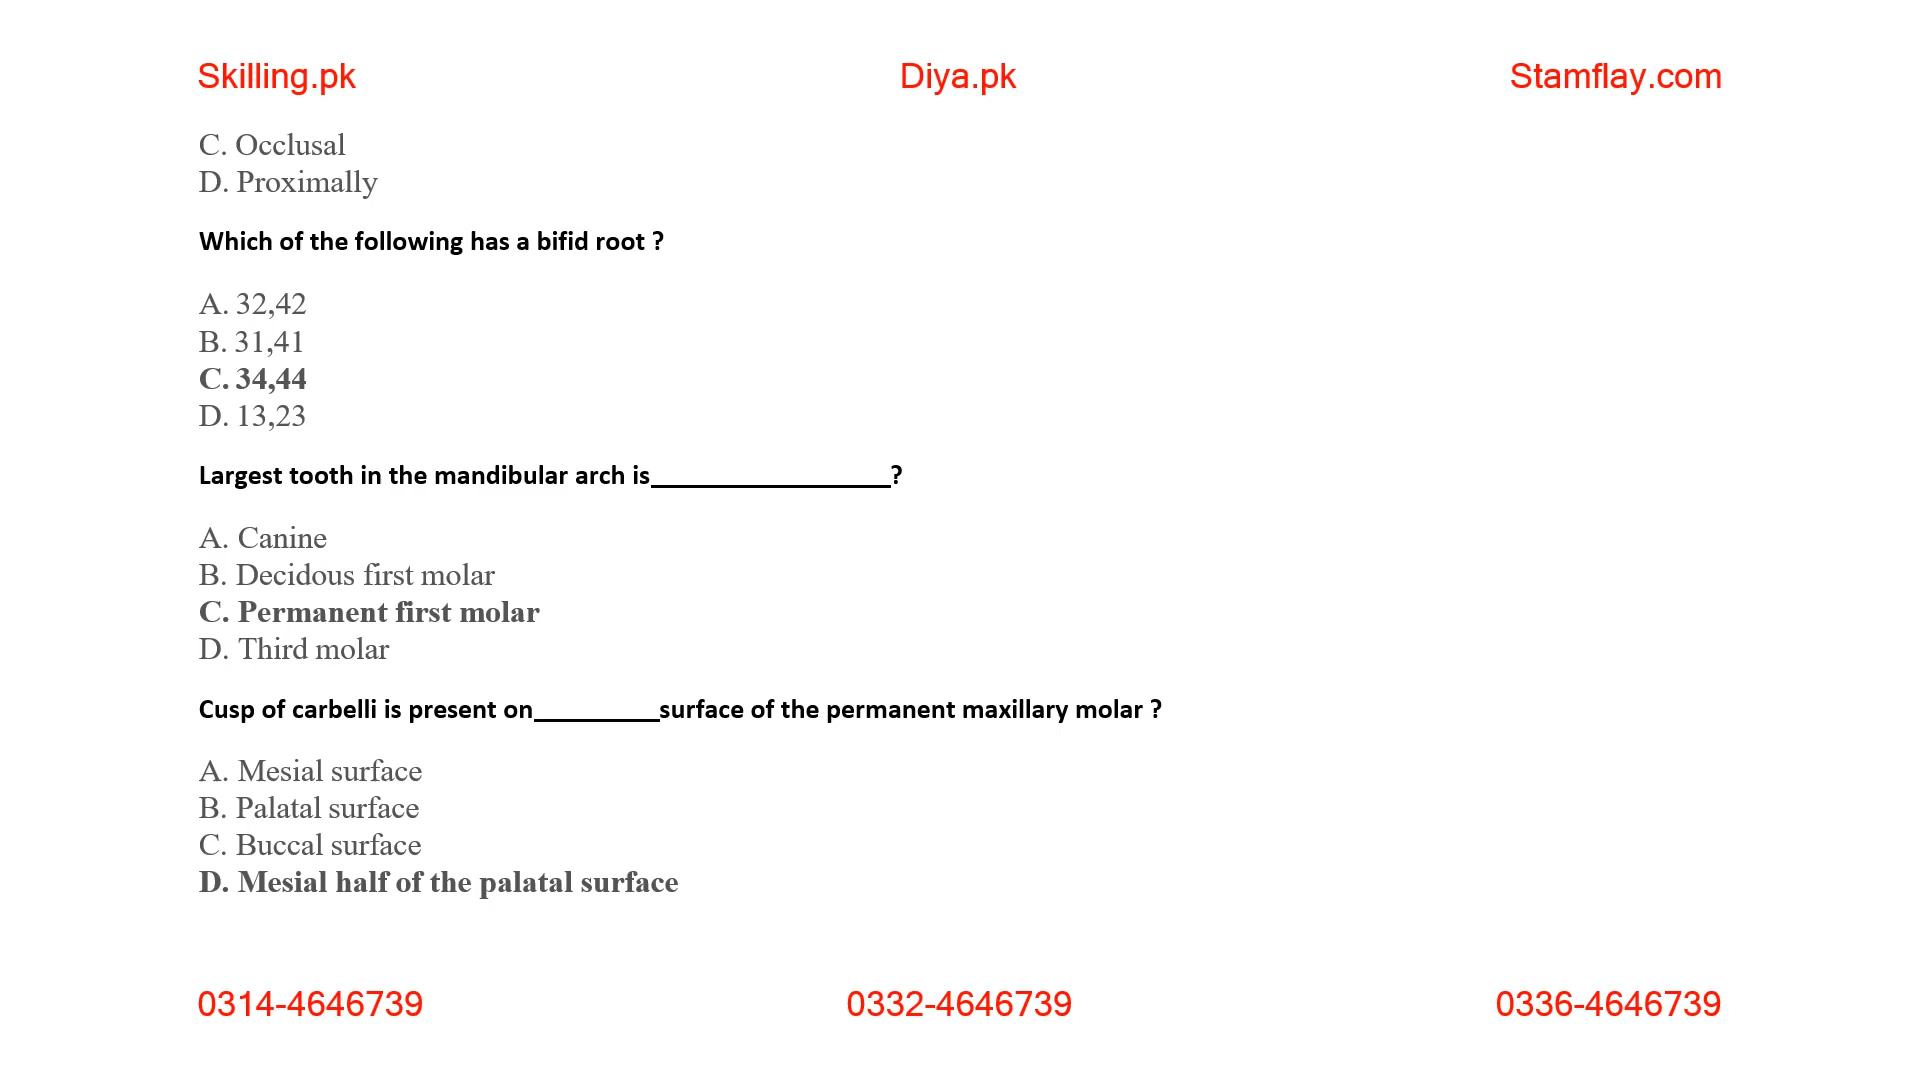 Skilling.pk Diya.pk Stamflay.com
C. Occlusal
D. Proximally
Which of the following has a bifid root ?
A. 32,42
B. 31,41
C. 34,44
D. 13,23
Largest tooth in the mandibular arch is_________________?
A. Canine
B. Decidous first molar
C. Permanent first molar
D. Third molar
Cusp of carbelli is present on_________surface of the permanent maxillary molar ?
A. Mesial surface
B. Palatal surface
C. Buccal surface
D. Mesial half of the palatal surface
0314-4646739 0332-4646739 0336-4646739